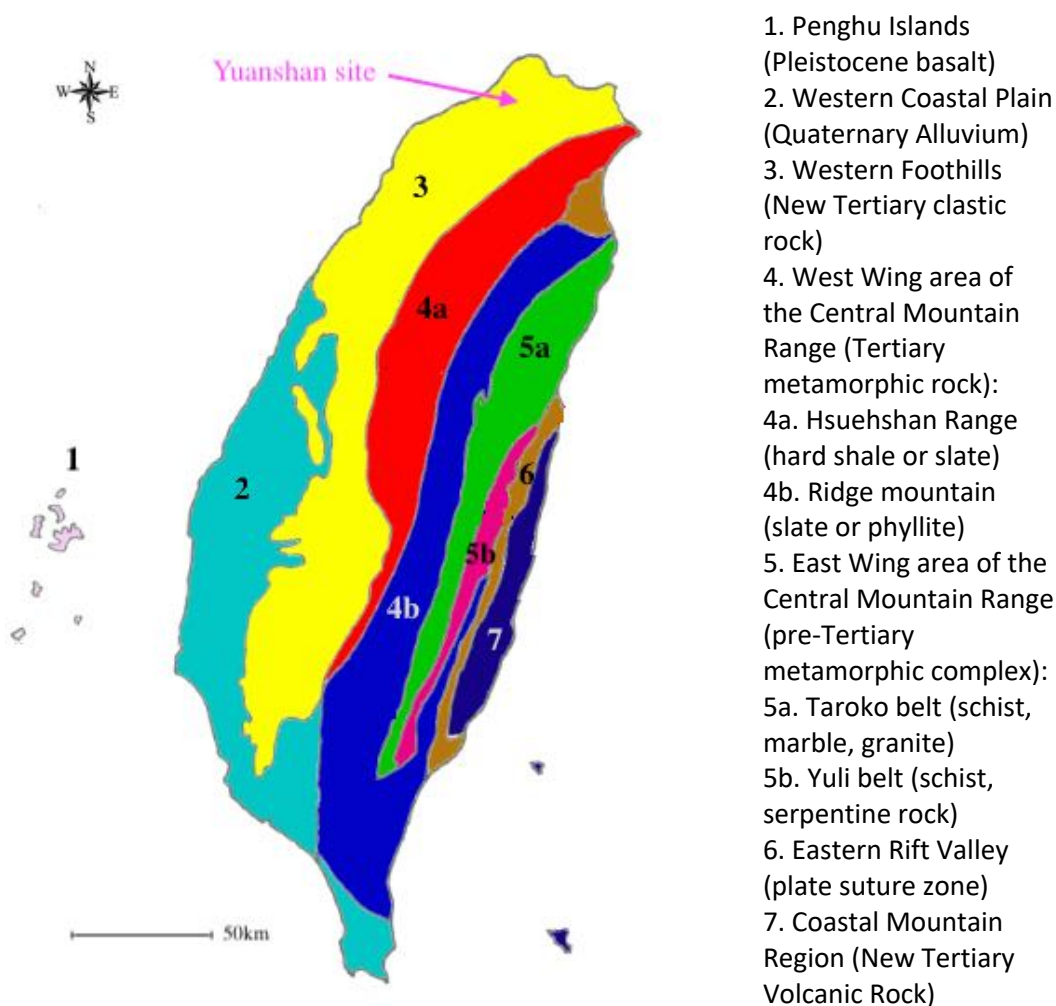 Yuanshan site
N
W E
S
3
4a
5a
1
2
6
5b
4b
7
50km
1. Penghu Islands
(Pleistocene basalt)
2. Western Coastal Plain
(Quaternary Alluvium)
3. Western Foothills
(New Tertiary clastic
rock)
4. West Wing area of
the Central Mountain
Range (Tertiary
metamorphic rock):
4a. Hsuehshan Range
(hard shale or slate)
4b. Ridge mountain
(slate or phyllite)
5. East Wing area of the
Central Mountain Range
(pre-Tertiary
metamorphic complex):
5a. Taroko belt (schist,
marble, granite)
5b. Yuli belt (schist,
serpentine rock)
6. Eastern Rift Valley
(plate suture zone)
7. Coastal Mountain
Region (New Tertiary
Volcanic Rock)